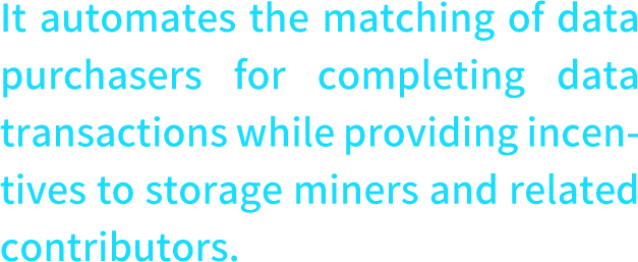 It automates the matching of data
purchasers for completing data
transactions while providing incen-
tives to storage miners and related
contributors.